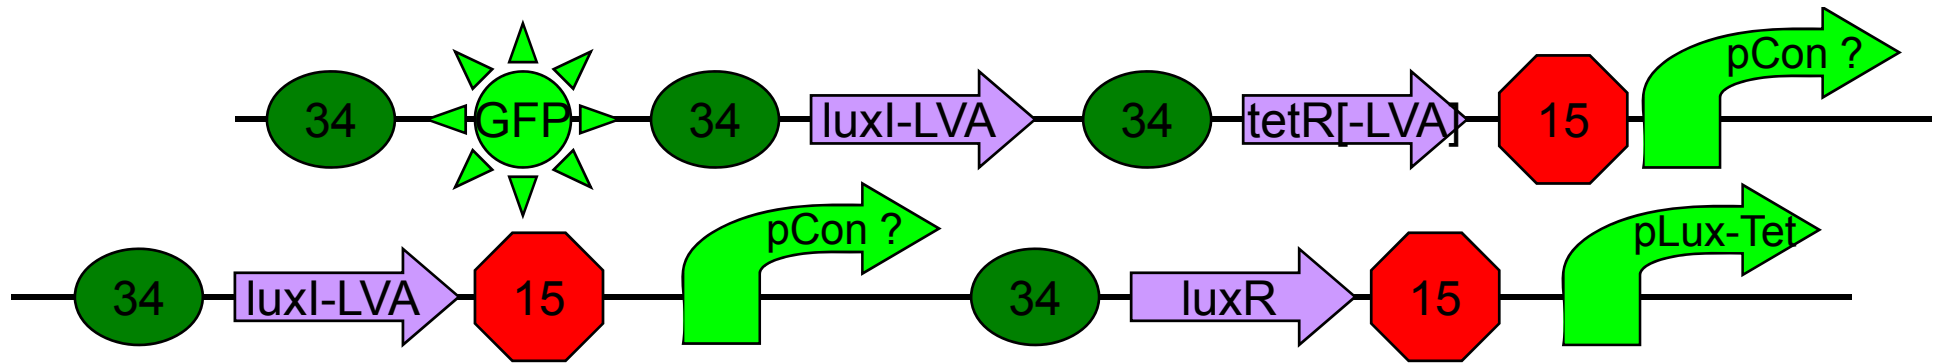 34 GFP 34 luxI-LVA 34 tetR[-LVA] 15 pCon ?
34 luxI-LVA 15 pCon ? 34 luxR 15 pLux-Tet